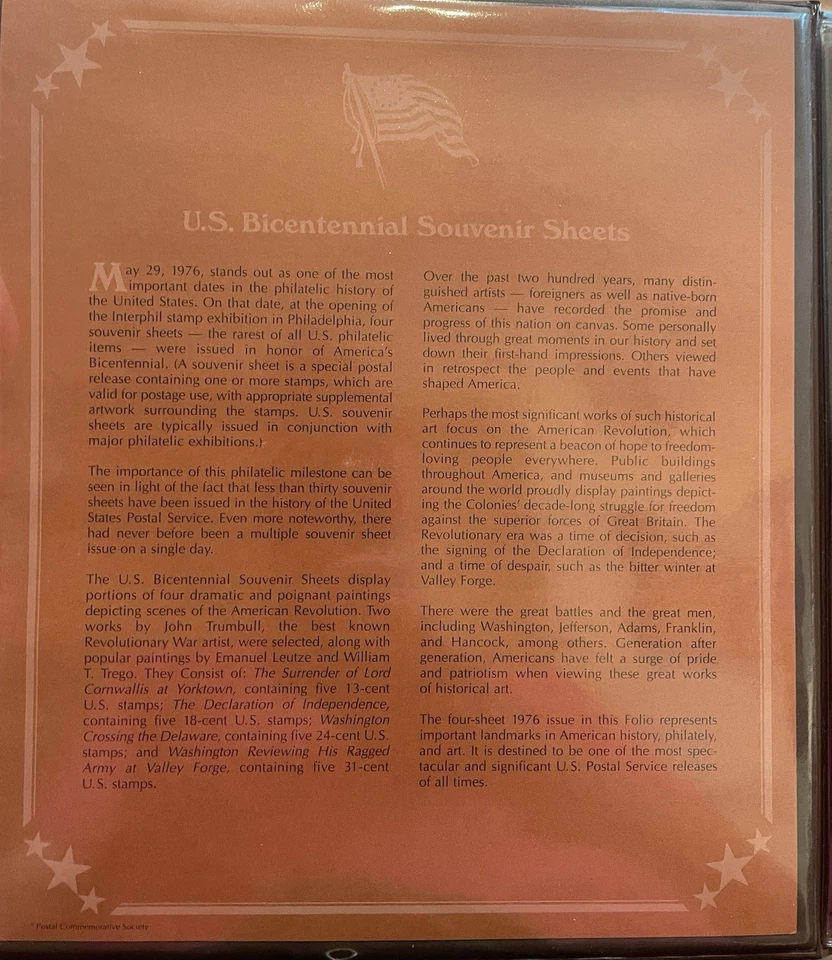 U.S. Bicentennial Souvenir Sheets
May 29, 1976, stands out as one of the most
important dates in the philatelic history of
the United States. On that date, at the opening of
the Interphil stamp exhibition in Philadelphia, four
souvenir sheets — the rarest of all U.S. philatelic
items — were issued in honor of America's
Bicentennial. (A souvenir sheet is a special postal
release containing one or more stamps, which are
valid for postage use, with appropriate supplemental
artwork surrounding the stamps. U.S. souvenir
sheets are typically issued in conjunction with
major philatelic exhibitions.)
The importance of this philatelic milestone can be
seen in light of the fact that less than thirty souvenir
sheets have been issued in the history of the United
States Postal Service. Even more noteworthy, there
had never before been a multiple souvenir sheet
issue on a single day.
The U.S. Bicentennial Souvenir Sheets display
portions of four dramatic and poignant paintings
depicting scenes of the American Revolution. Two
works by John Trumbull, the best known
Revolutionary War artist, were selected, along with
popular paintings by Emanuel Leutze and William
T. Trego. They Consist of: The Surrender of Lord
Cornwallis at Yorktown, containing five 13-cent
U.S. stamps; The Declaration of Independence,
containing five 18-cent U.S. stamps; Washington
Crossing the Delaware, containing five 24-cent U.S.
stamps; and Washington Reviewing His Ragged
Army at Valley Forge, containing five 31-cent
U.S. stamps.
Over the past two hundred years, many distin-
guished artists — foreigners as well as native-born
Americans — have recorded the promise and
progress of this nation on canvas. Some personally
lived through great moments in our history and set
down their first-hand impressions. Others viewed
in retrospect the people and events that have
shaped America.
Perhaps the most significant works of such historical
art focus on the American Revolution, which
continues to represent a beacon of hope to freedom-
loving people everywhere. Public buildings
throughout America, and museums and galleries
around the world proudly display paintings depict-
ing the Colonies' decade-long struggle for freedom
against the superior forces of Great Britain. The
Revolutionary era was a time of decision, such as
the signing of the Declaration of Independence;
and a time of despair, such as the bitter winter at
Valley Forge.
There were the great battles and the great men,
including Washington, Jefferson, Adams, Franklin,
and Hancock, among others. Generation after
generation, Americans have felt a surge of pride
and patriotism when viewing these great works
of historical art.
The four-sheet 1976 issue in this Folio represents
important landmarks in American history, philately,
and art. It is destined to be one of the most spec-
tacular and significant U.S. Postal Service releases
of all times.
Postal Commemorative Society